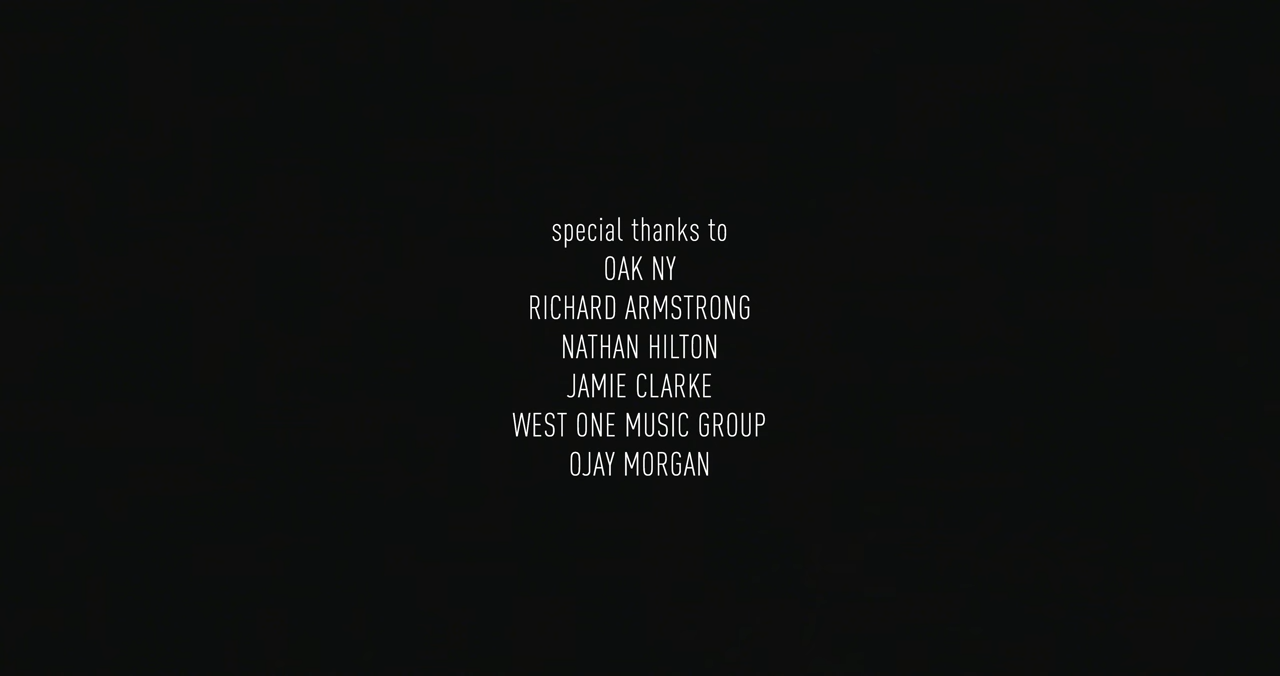 special thanks to
OAK NY
RICHARD ARMSTRONG
NATHAN HILTON
JAMIE CLARKE
WEST ONE MUSIC GROUP
OJAY MORGAN